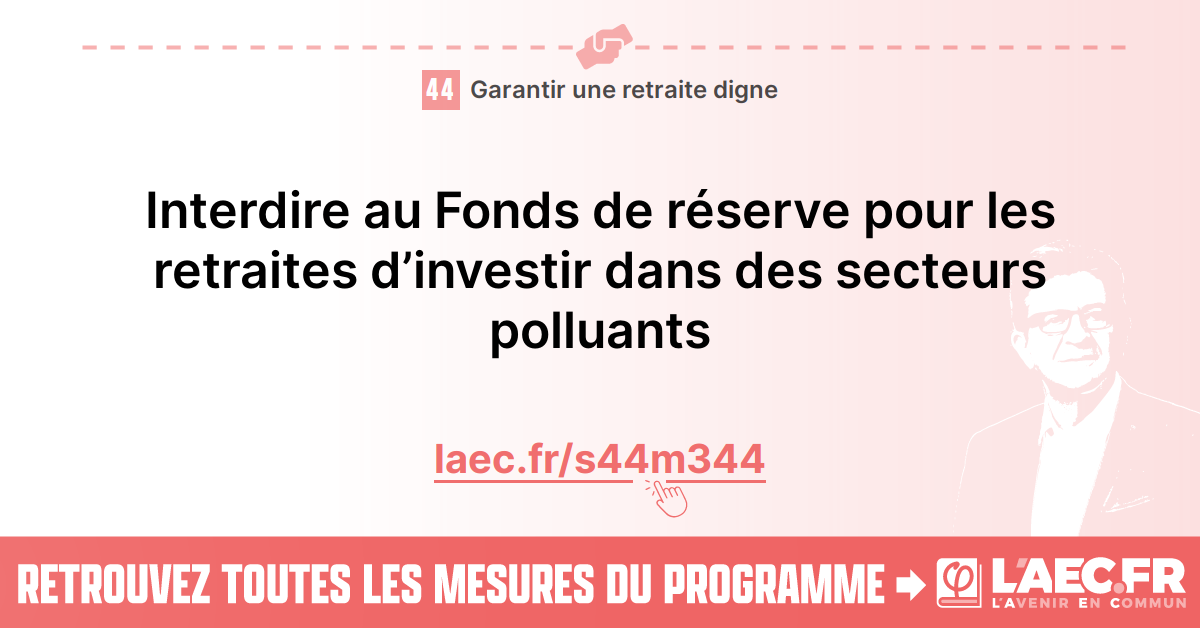 44 Garantir une retraite digne
Interdire au Fonds de réserve pour les
retraites d’investir dans des secteurs
polluants
laec.fr/s44m344
RETROUVEZ TOUTES LES MESURES DU PROGRAMME
φ L'AEC.FR
L'AVENIR EN COMMUN